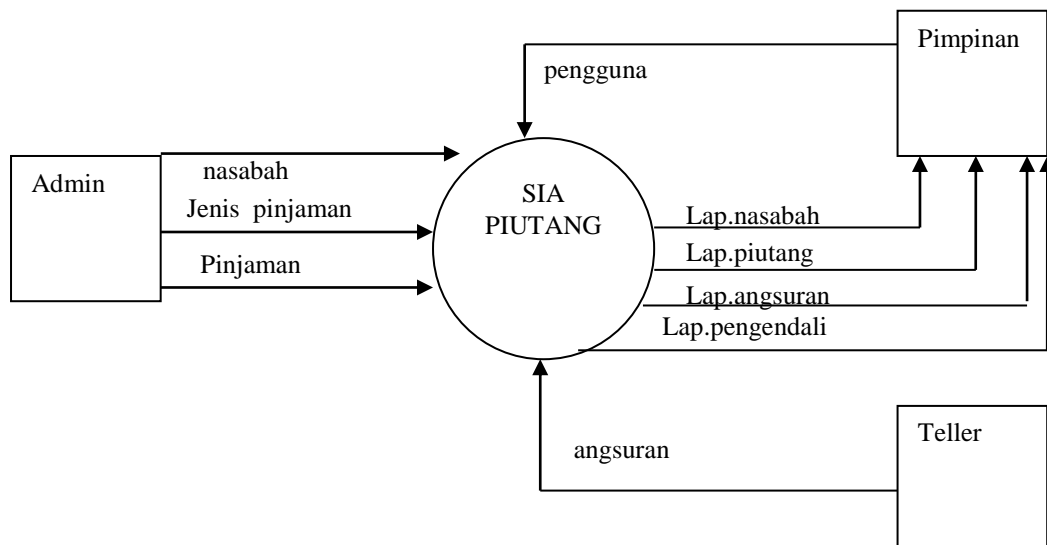 Pimpinan
pengguna
Admin
nasabah
Jenis pinjaman
Pinjaman
SIA
PIUTANG
Lap.nasabah
Lap.piutang
Lap.angsuran
Lap.pengendali
angsuran
Teller